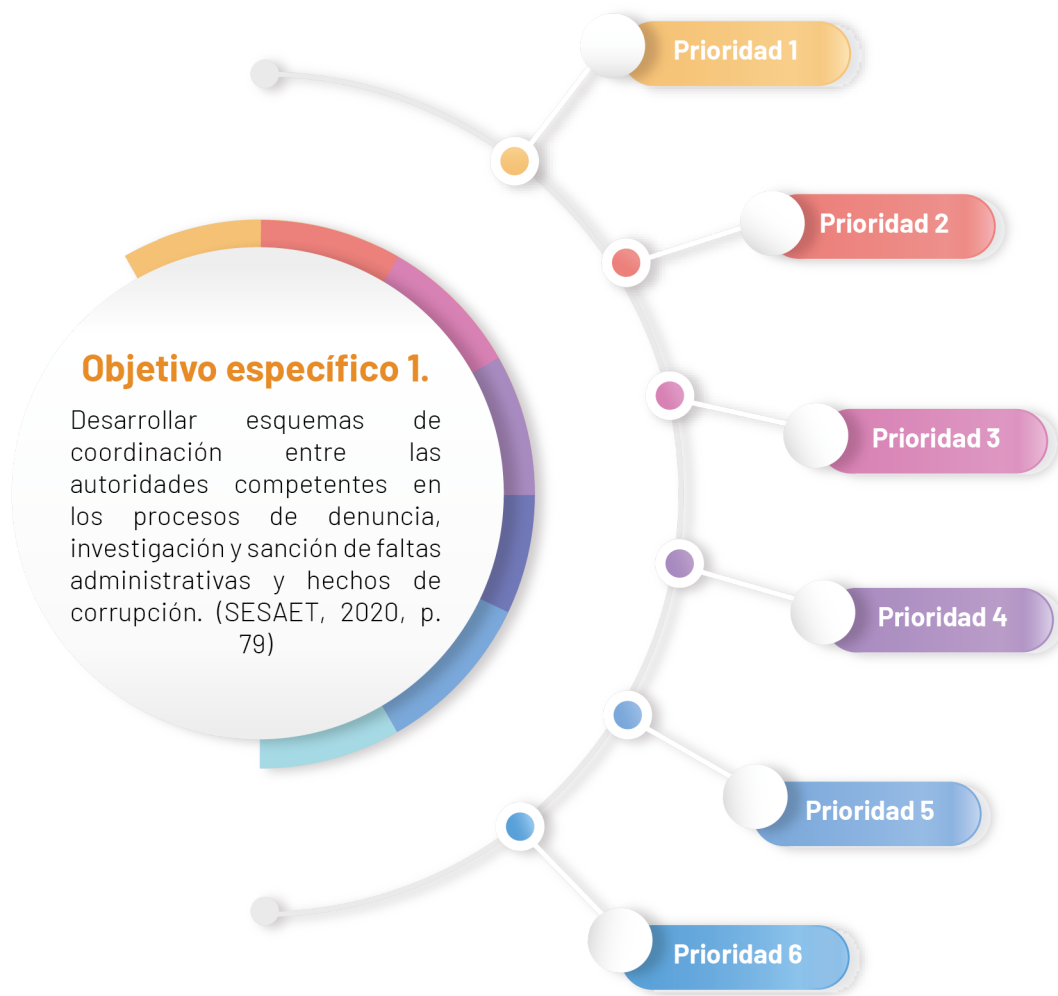 Objetivo específico 1.
Desarrollar esquemas de
coordinación entre las
autoridades competentes en
los procesos de denuncia,
investigación y sanción de faltas
administrativas y hechos de
corrupción. (SESAET, 2020, p.
79)
Prioridad 1
Prioridad 2
Prioridad 3
Prioridad 4
Prioridad 5
Prioridad 6